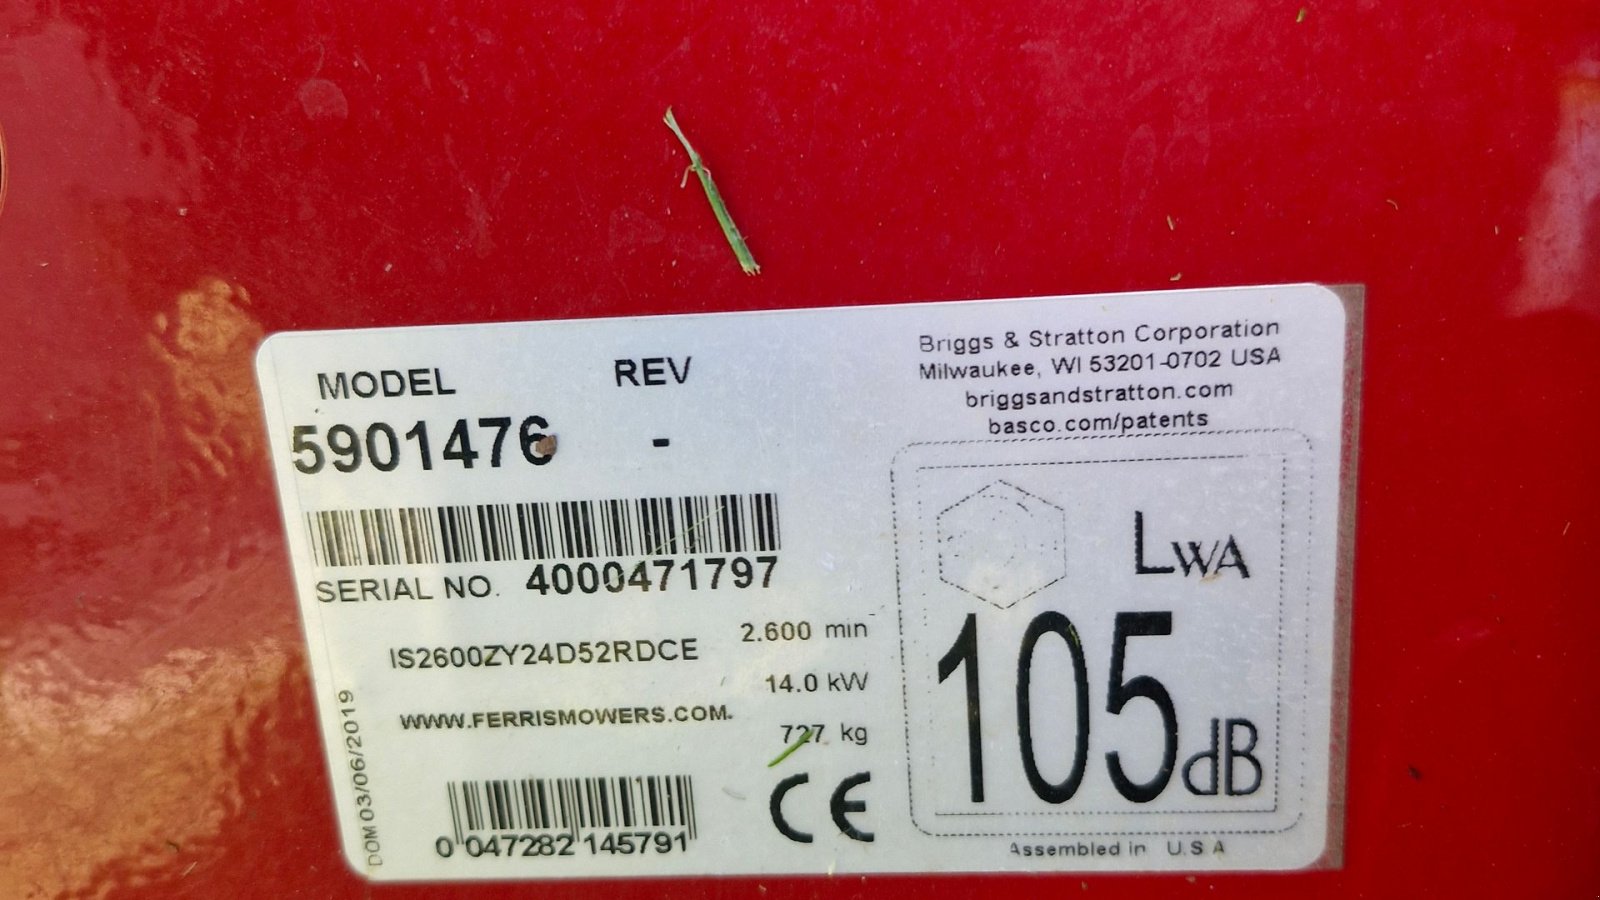 MODEL REV
5901476 -
SERIAL NO. 4000471797
IS2600ZY24D52RDCE
WWW.FERRISMOWERS.COM.
2.600 min-
14.0 kW
727 kg
DOM 03/06/2019
0 047282 145791
CE
Briggs & Stratton Corporation
Milwaukee, WI 53201-0702 USA
briggsandstratton.com
basco.com/patents
LWA
105 dB
Assembled in U.S A